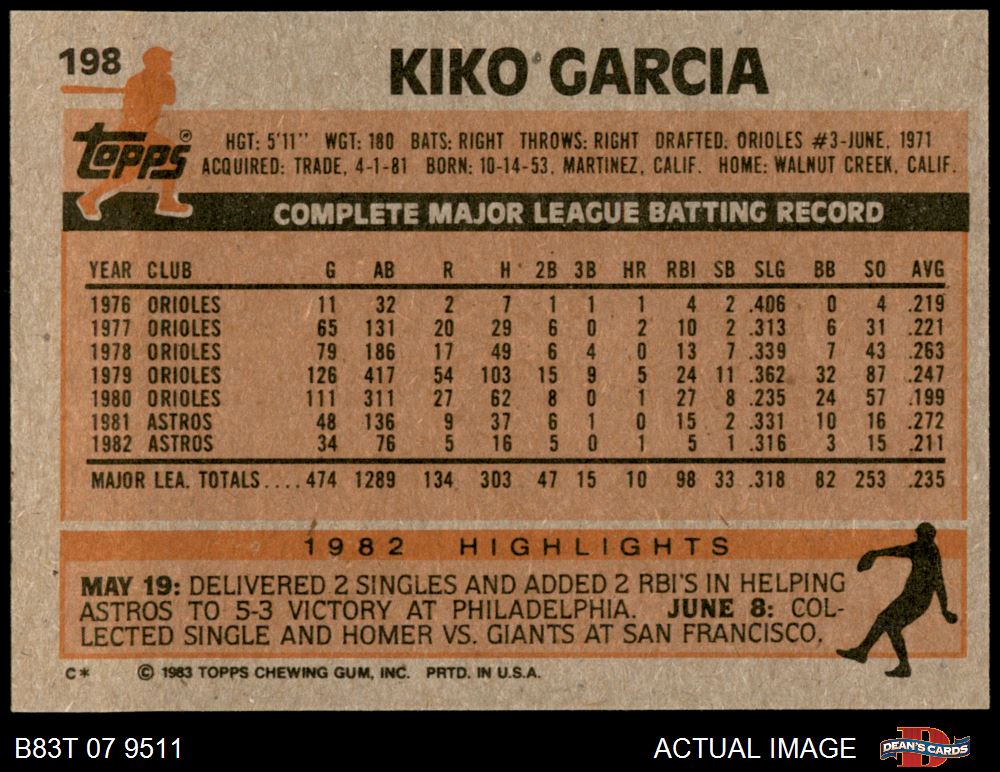 198
KIKO GARCIA
Topps®
HGT: 5'11" WGT: 180 BATS: RIGHT THROWS: RIGHT DRAFTED: ORIOLES #3-JUNE, 1971
ACQUIRED: TRADE, 4-1-81 BORN: 10-14-53, MARTINEZ, CALIF. HOME: WALNUT CREEK, CALIF.
COMPLETE MAJOR LEAGUE BATTING RECORD
YEAR CLUB G AB R H 2B 3B HR RBI SB SLG BB SO AVG
1976 ORIOLES 11 32 2 7 1 1 1 4 2 .406 0 4 .219
1977 ORIOLES 65 131 20 29 6 0 2 10 2 .313 6 31 .221
1978 ORIOLES 79 186 17 49 6 4 0 13 7 .339 7 43 .263
1979 ORIOLES 126 417 54 103 15 9 5 24 11 .362 32 87 .247
1980 ORIOLES 111 311 27 62 8 0 1 27 8 .235 24 57 .199
1981 ASTROS 48 136 9 37 6 1 0 15 2 .331 10 16 .272
1982 ASTROS 34 76 5 16 5 0 1 5 1 .316 3 15 .211
MAJOR LEA. TOTALS....474 1289 134 303 47 15 10 98 33 .318 82 253 .235
1982 HIGHLIGHTS
MAY 19: DELIVERED 2 SINGLES AND ADDED 2 RBI'S IN HELPING
ASTROS TO 5-3 VICTORY AT PHILADELPHIA. JUNE 8: COL-
LECTED SINGLE AND HOMER VS. GIANTS AT SAN FRANCISCO.
C* © 1983 TOPPS CHEWING GUM, INC. PRTD. IN U.S.A.
B83T 07 9511 ACTUAL IMAGE D DEAN'S CARDS